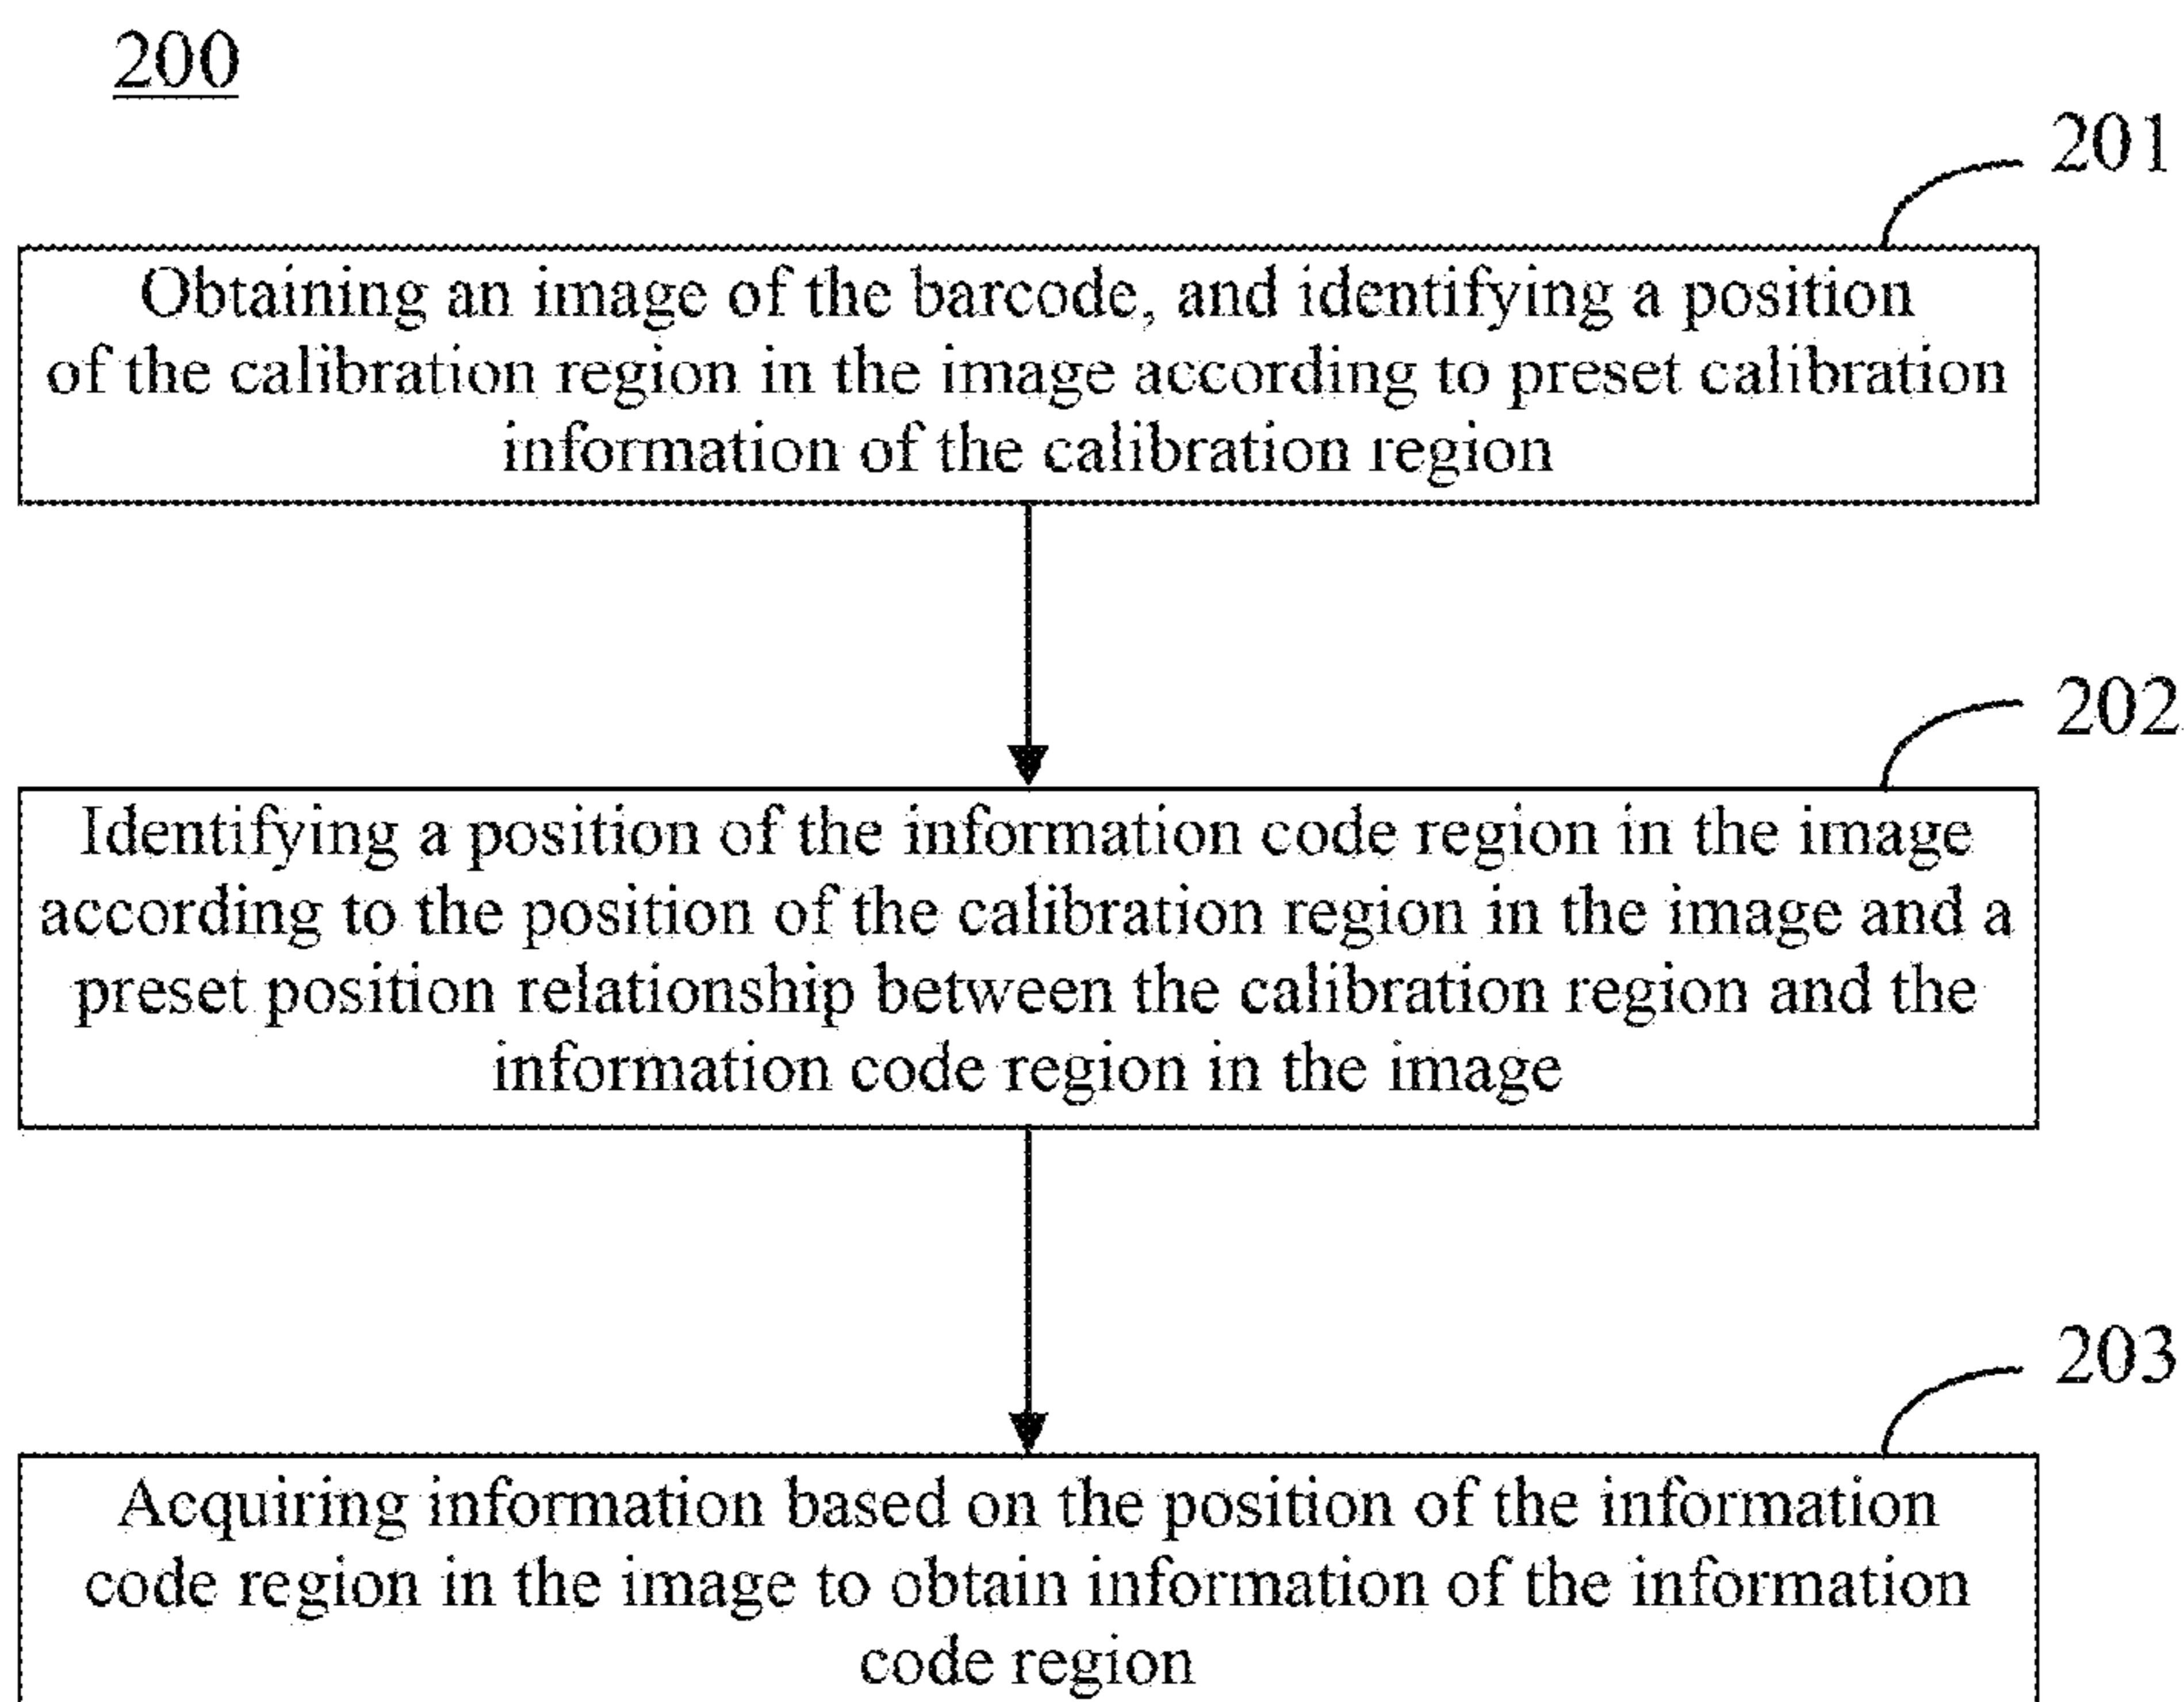 200
201
Obtaining an image of the barcode, and identifying a position
of the calibration region in the image according to preset calibration
information of the calibration region
202
Identifying a position of the information code region in the image
according to the position of the calibration region in the image and a
preset position relationship between the calibration region and the
information code region in the image
203
Acquiring information based on the position of the information
code region in the image to obtain information of the information
code region